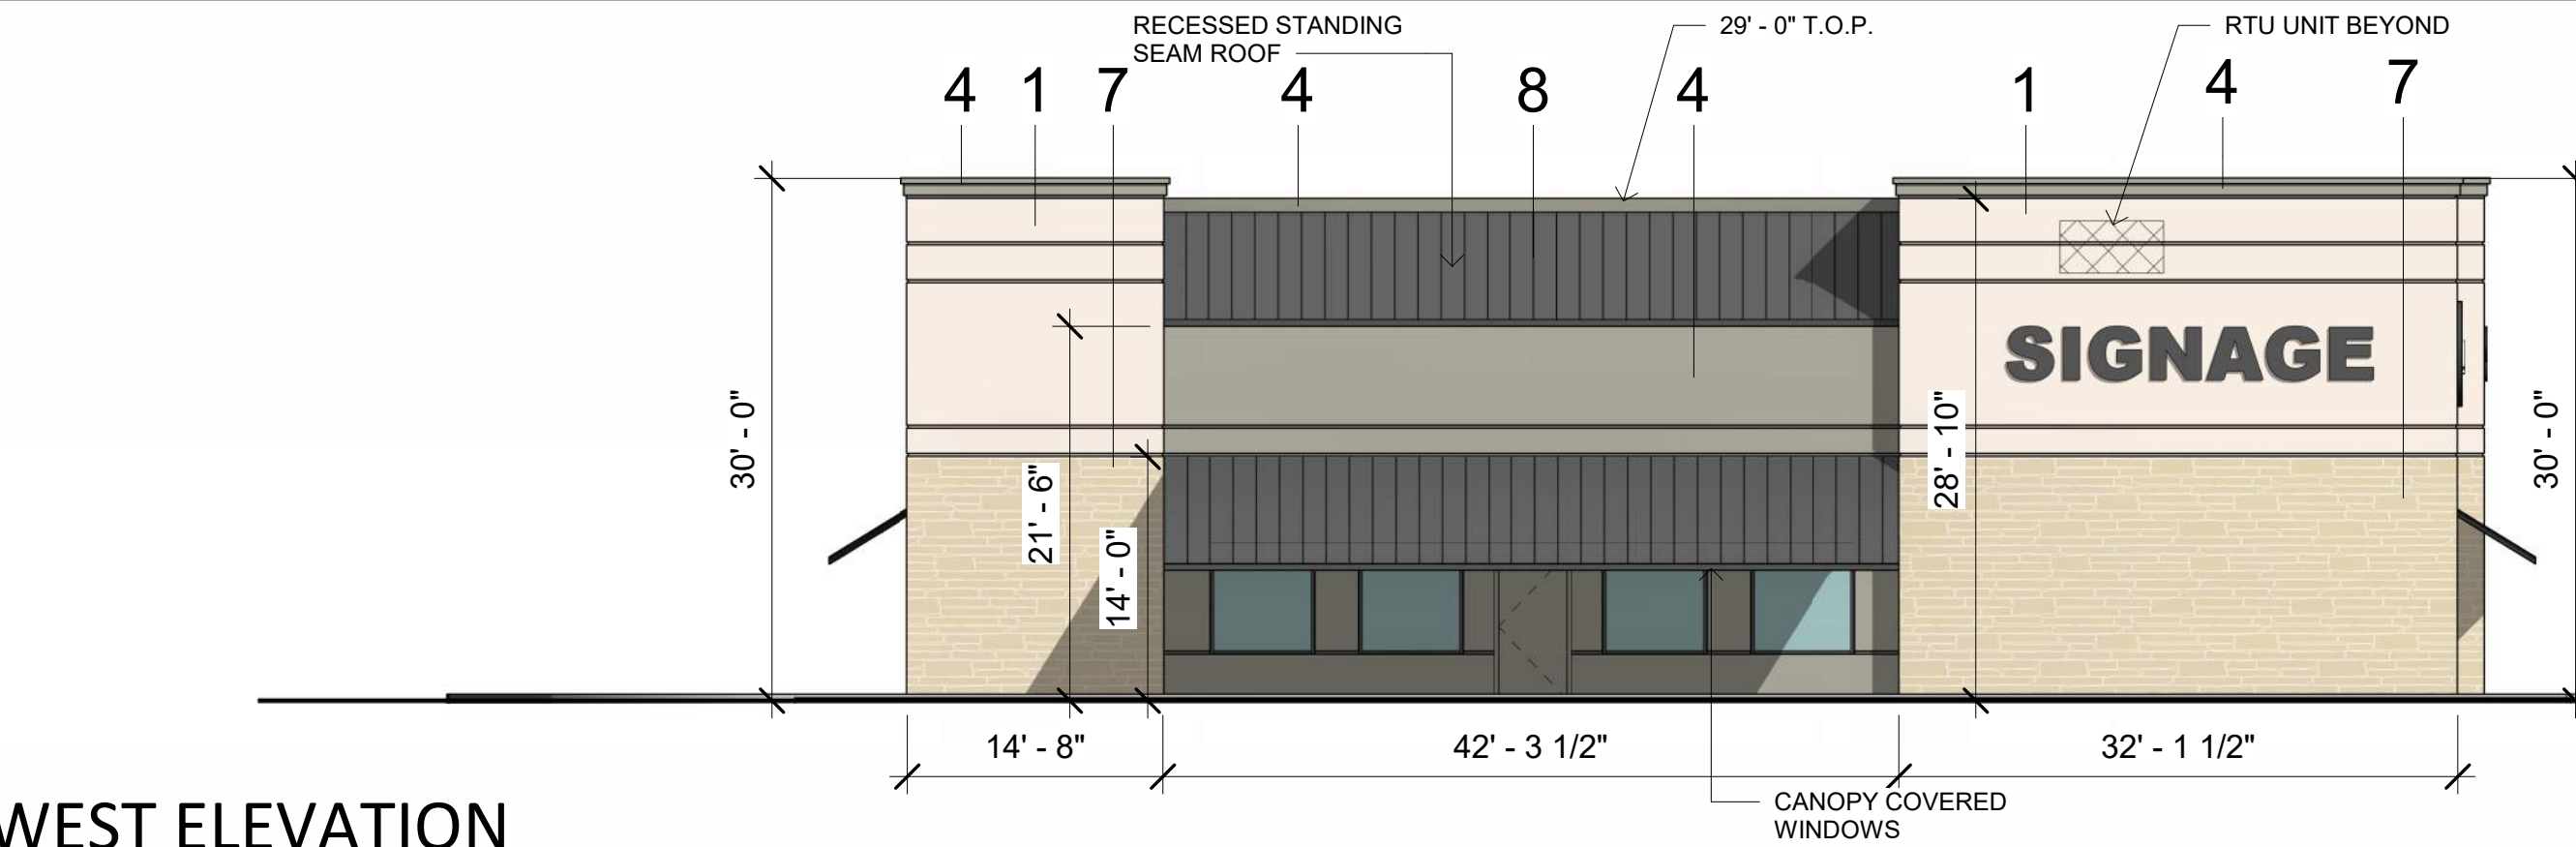 RECESSED STANDING
SEAM ROOF
29' - 0" T.O.P.
RTU UNIT BEYOND
4 1 7 4 8 4 1 4 7
SIGNAGE
30' - 0"
21' - 6"
14' - 0"
28' - 10"
30' - 0"
14' - 8"
42' - 3 1/2"
32' - 1 1/2"
CANOPY COVERED
WINDOWS
WEST ELEVATION